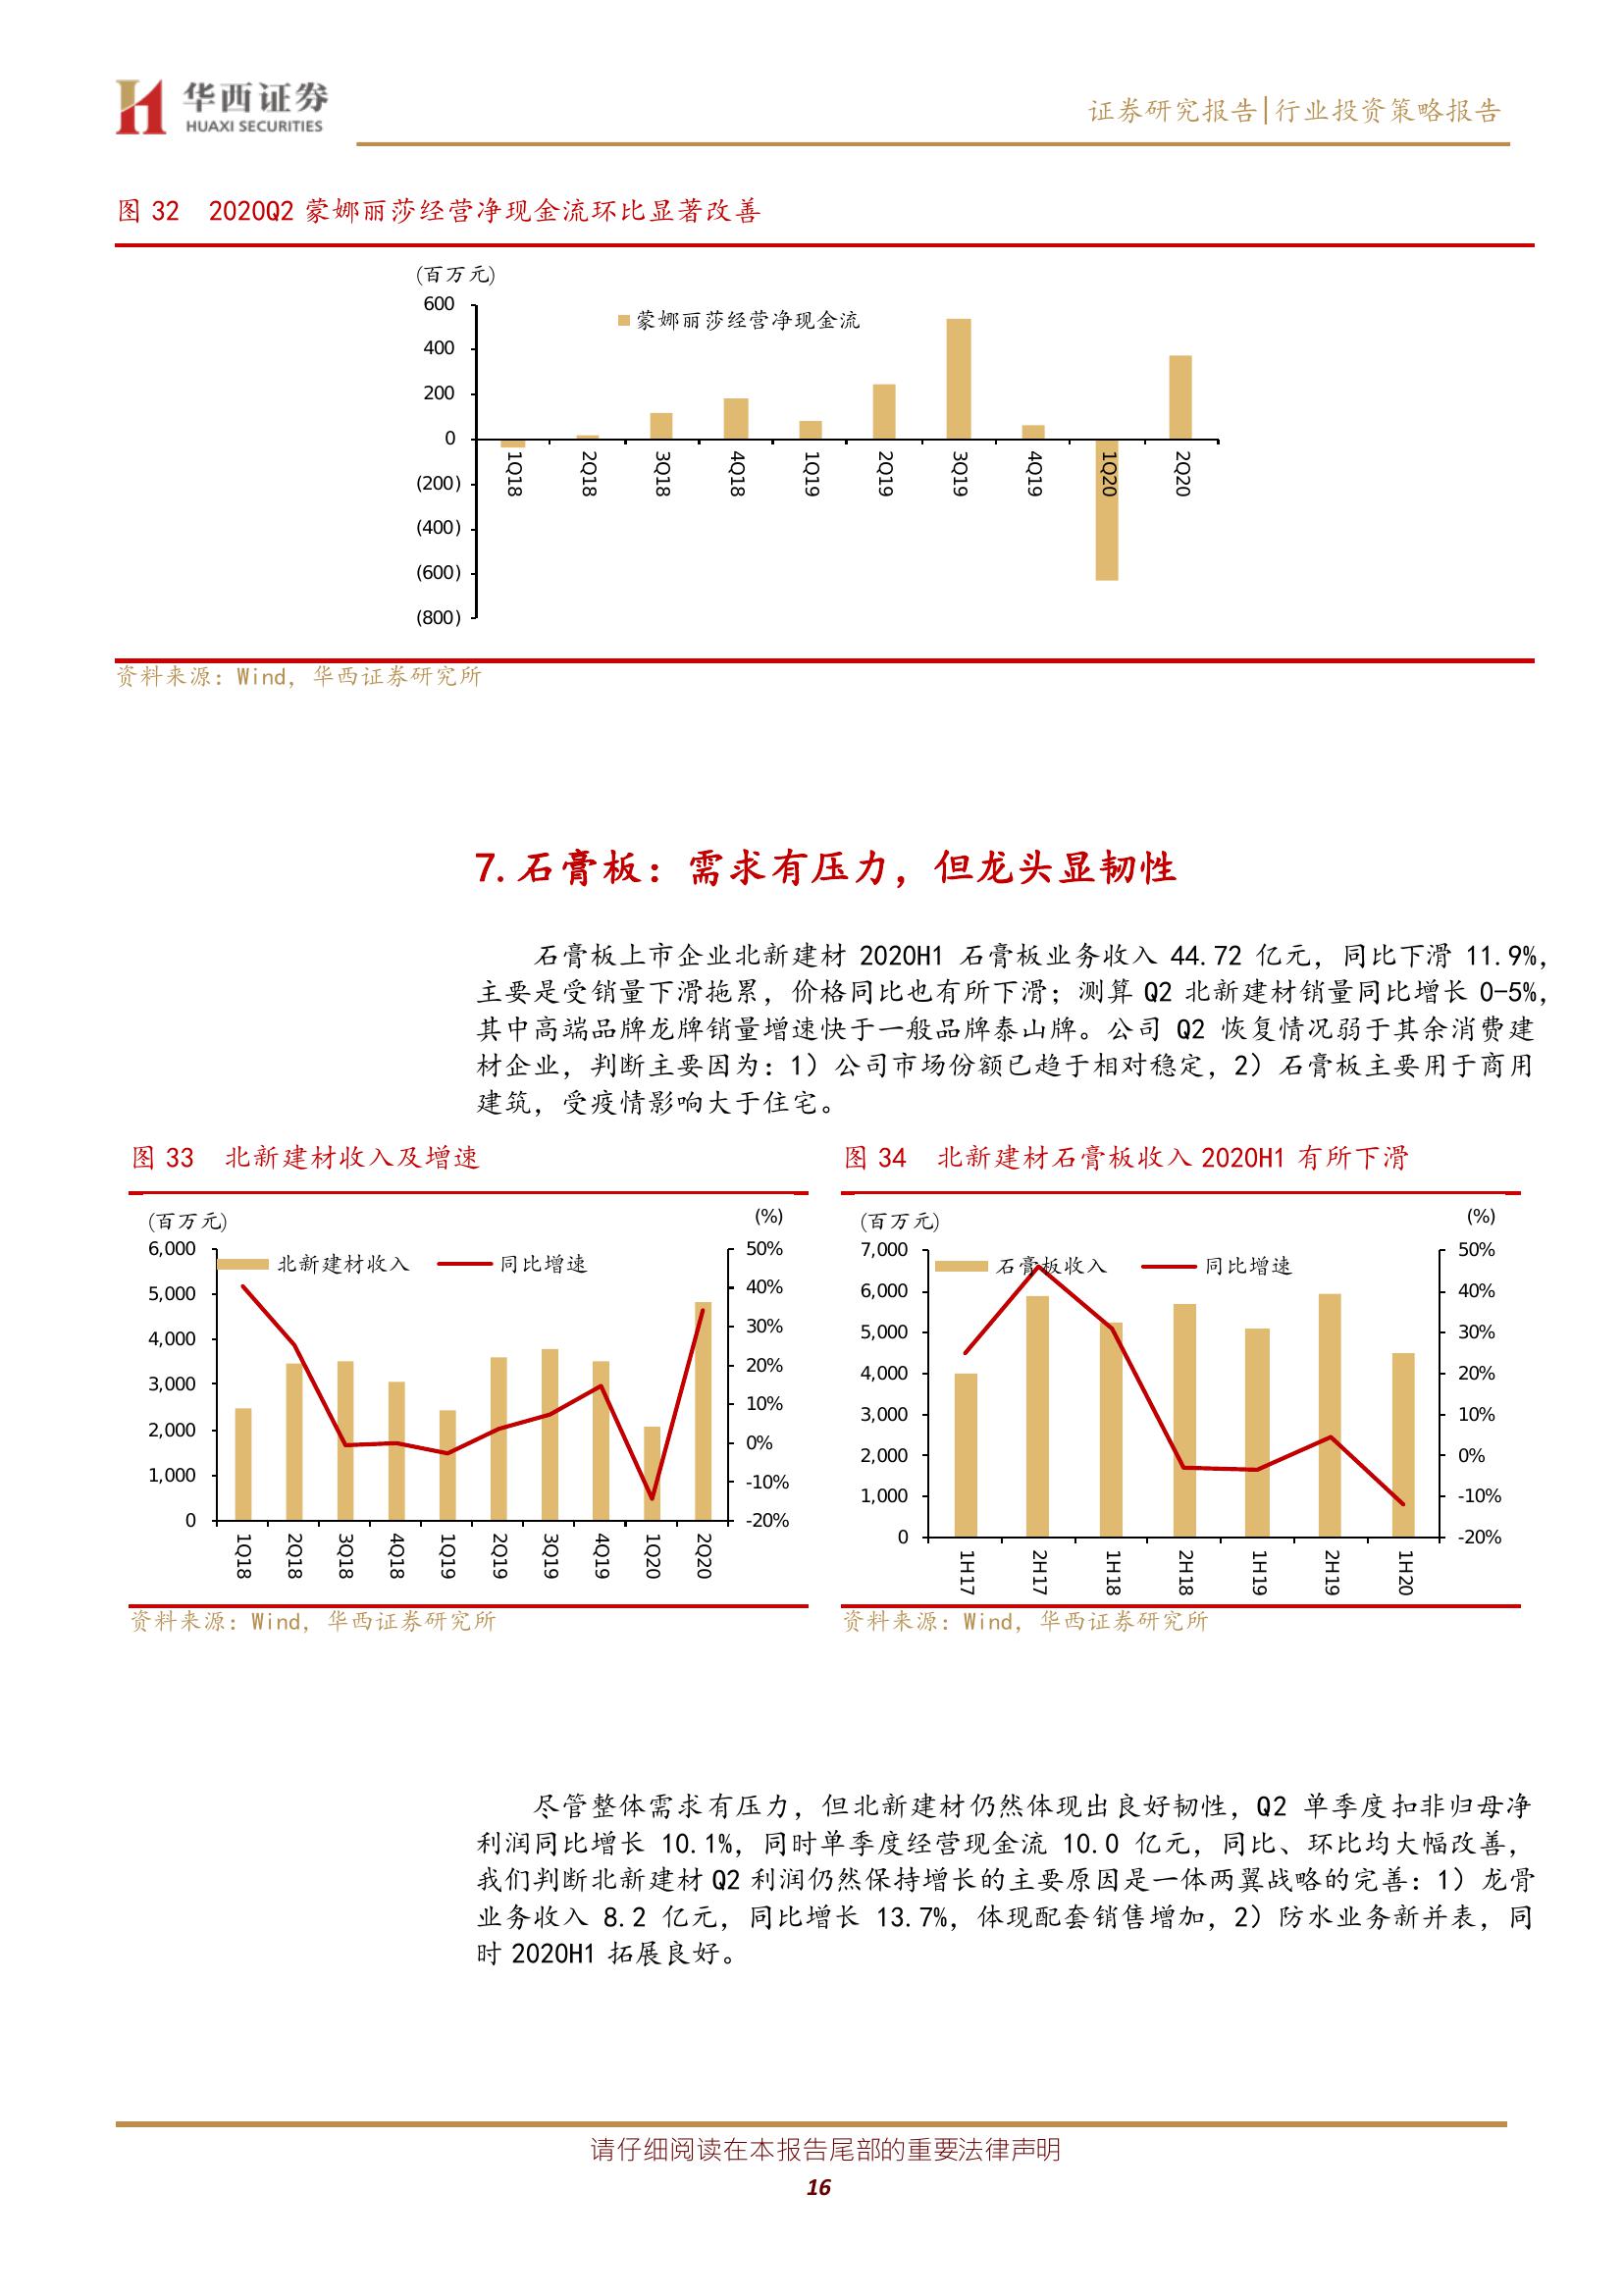 华西证券
HUAXI SECURITIES
证券研究报告|行业投资策略报告
图 32 2020Q2 蒙娜丽莎经营净现金流环比显著改善
(百万元)
蒙娜丽莎经营净现金流
600
400
200
0
(200)
(400)
(600)
(800)
1Q18 2Q18 3Q18 4Q18 1Q19 2Q19 3Q19 4Q19 1Q20 2Q20
资料来源：Wind，华西证券研究所
7.石膏板：需求有压力，但龙头显韧性
石膏板上市企业北新建材 2020H1 石膏板业务收入 44.72 亿元，同比下滑 11.9%，
主要是受销量下滑拖累，价格同比也有所下滑；测算 Q2 北新建材销量同比增长 0-5%，
其中高端品牌龙牌销量增速快于一般品牌泰山牌。公司 Q2 恢复情况弱于其余消费建
材企业，判断主要因为：1）公司市场份额已趋于相对稳定，2）石膏板主要用于商用
建筑，受疫情影响大于住宅。
图 33 北新建材收入及增速
(百万元)
(%)
北新建材收入 同比增速
6,000
5,000
4,000
3,000
2,000
1,000
0
50%
40%
30%
20%
10%
0%
-10%
-20%
1Q18 2Q18 3Q18 4Q18 1Q19 2Q19 3Q19 4Q19 1Q20 2Q20
资料来源：Wind，华西证券研究所
图 34 北新建材石膏板收入 2020H1 有所下滑
(百万元)
(%)
石膏板收入 同比增速
7,000
6,000
5,000
4,000
3,000
2,000
1,000
0
50%
40%
30%
20%
10%
0%
-10%
-20%
1H17 2H17 1H18 2H18 1H19 2H19 1H20
资料来源：Wind，华西证券研究所
尽管整体需求有压力，但北新建材仍然体现出良好韧性，Q2 单季度扣非归母净
利润同比增长 10.1%，同时单季度经营现金流 10.0 亿元，同比、环比均大幅改善，
我们判断北新建材 Q2 利润仍然保持增长的主要原因是一体两翼战略的完善：1）龙骨
业务收入 8.2 亿元，同比增长 13.7%，体现配套销售增加，2）防水业务新并表，同
时 2020H1 拓展良好。
请仔细阅读在本报告尾部的重要法律声明
16